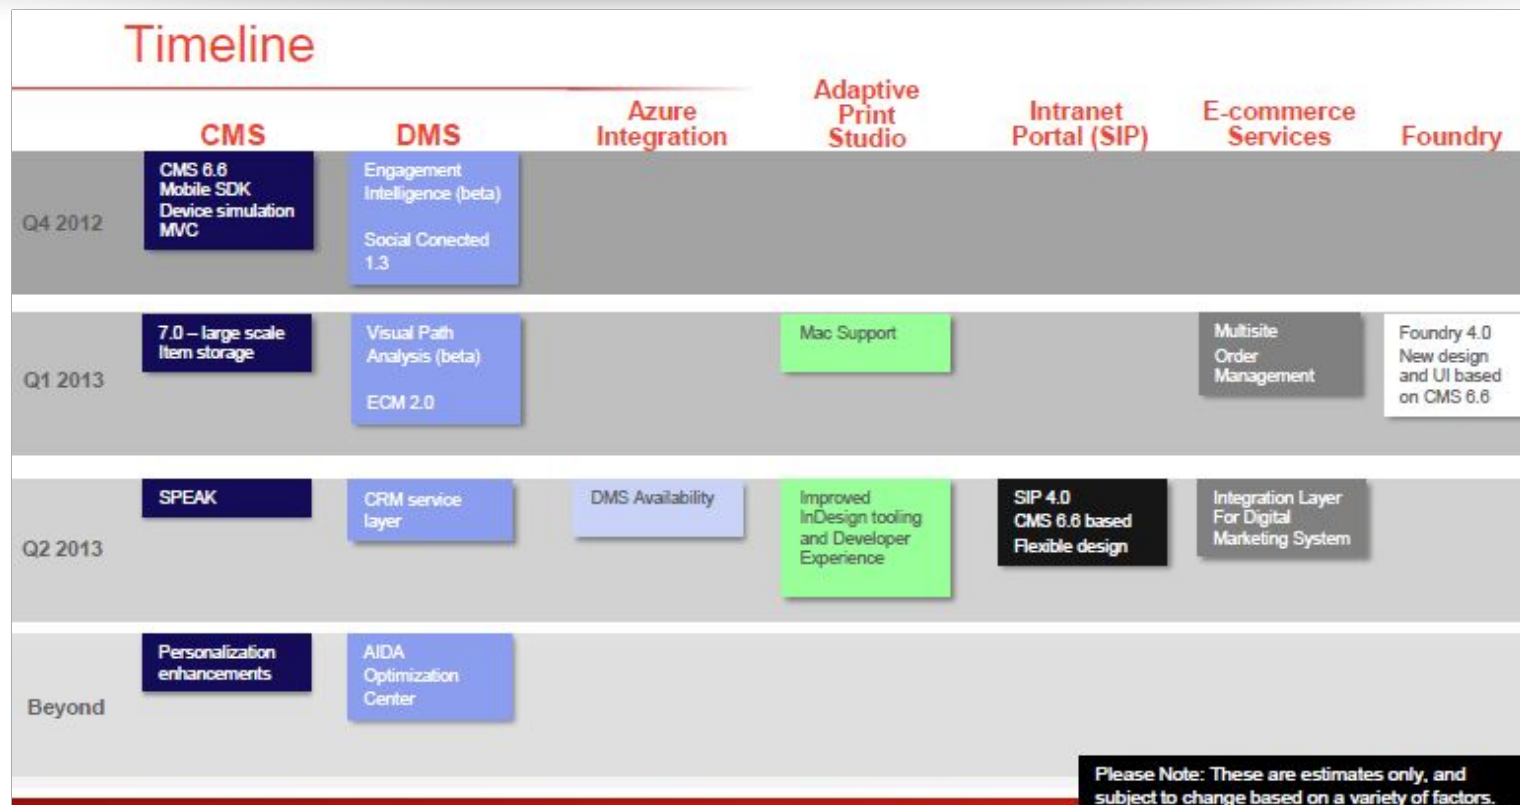 Timeline
CMS
DMS
Azure
Integration
Adaptive
Print
Studio
Intranet
Portal (SIP)
E-commerce
Services
Foundry
Q4 2012
CMS 6.6
Mobile SDK
Device simulation
MVC
Engagement
Intelligence (beta)
Social Conected
1.3
Q1 2013
7.0 – large scale
Item storage
Visual Path
Analysis (beta)
ECM 2.0
Mac Support
Multisite
Order
Management
Foundry 4.0
New design
and UI based
on CMS 6.6
Q2 2013
SPEAK
CRM service
layer
DMS Availability
Improved
InDesign tooling
and Developer
Experience
SIP 4.0
CMS 6.6 based
Flexible design
Integration Layer
For Digital
Marketing System
Beyond
Personalization
enhancements
AIDA
Optimization
Center
Please Note: These are estimates only, and
subject to change based on a variety of factors.